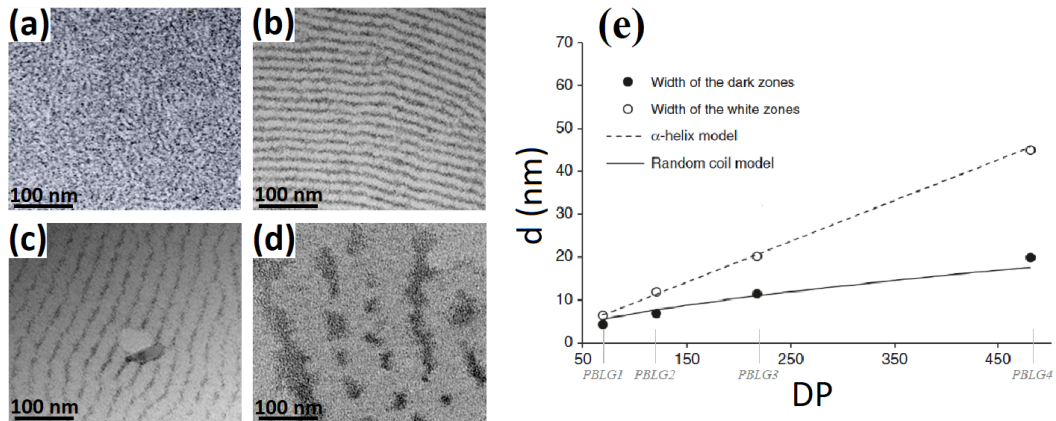 (a)
100 nm
(b)
100 nm
(c)
100 nm
(d)
100 nm
(e)
d (nm)
70
60
50
40
30
20
10
0
Width of the dark zones
Width of the white zones
α-helix model
Random coil model
50 150 250 350 450
PBLG1 PBLG2 PBLG3 PBLG4
DP